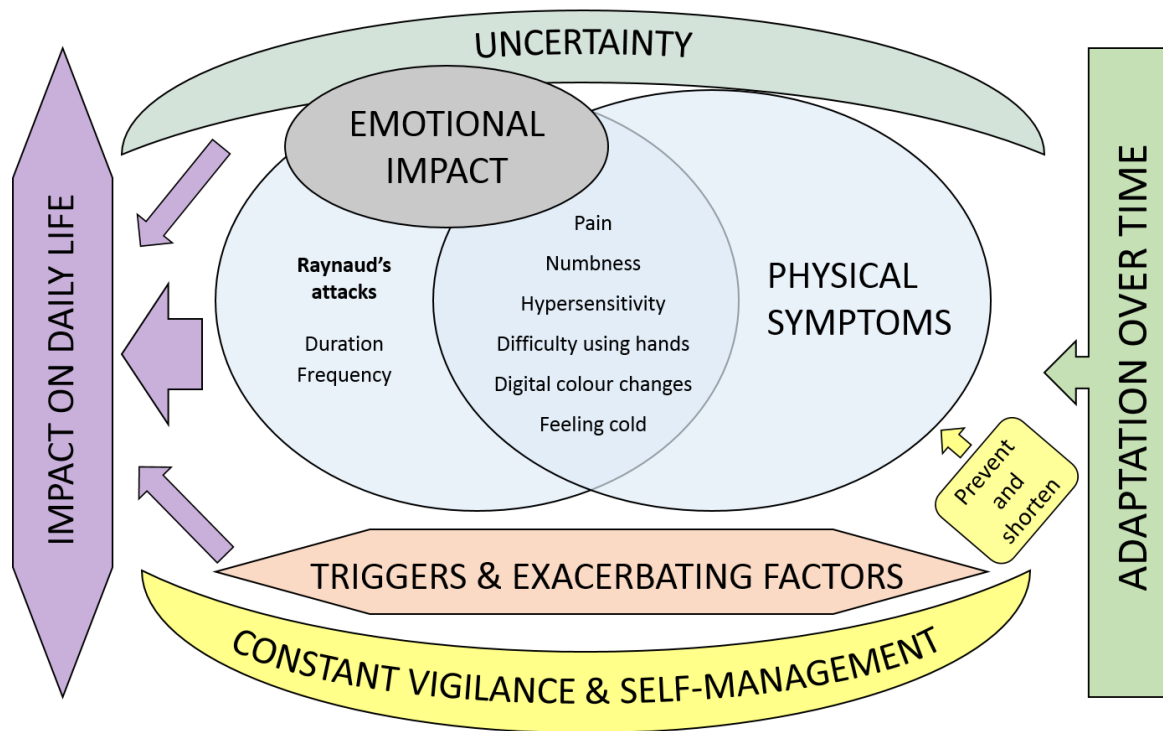 UNCERTAINTY
EMOTIONAL
IMPACT
Raynaud's
attacks
Duration
Frequency
Pain
Numbness
Hypersensitivity
Difficulty using hands
Digital colour changes
Feeling cold
PHYSICAL
SYMPTOMS
IMPACT ON DAILY LIFE
ADAPTATION OVER TIME
Prevent
and
shorten
TRIGGERS & EXACERBATING FACTORS
CONSTANT VIGILANCE & SELF-MANAGEMENT